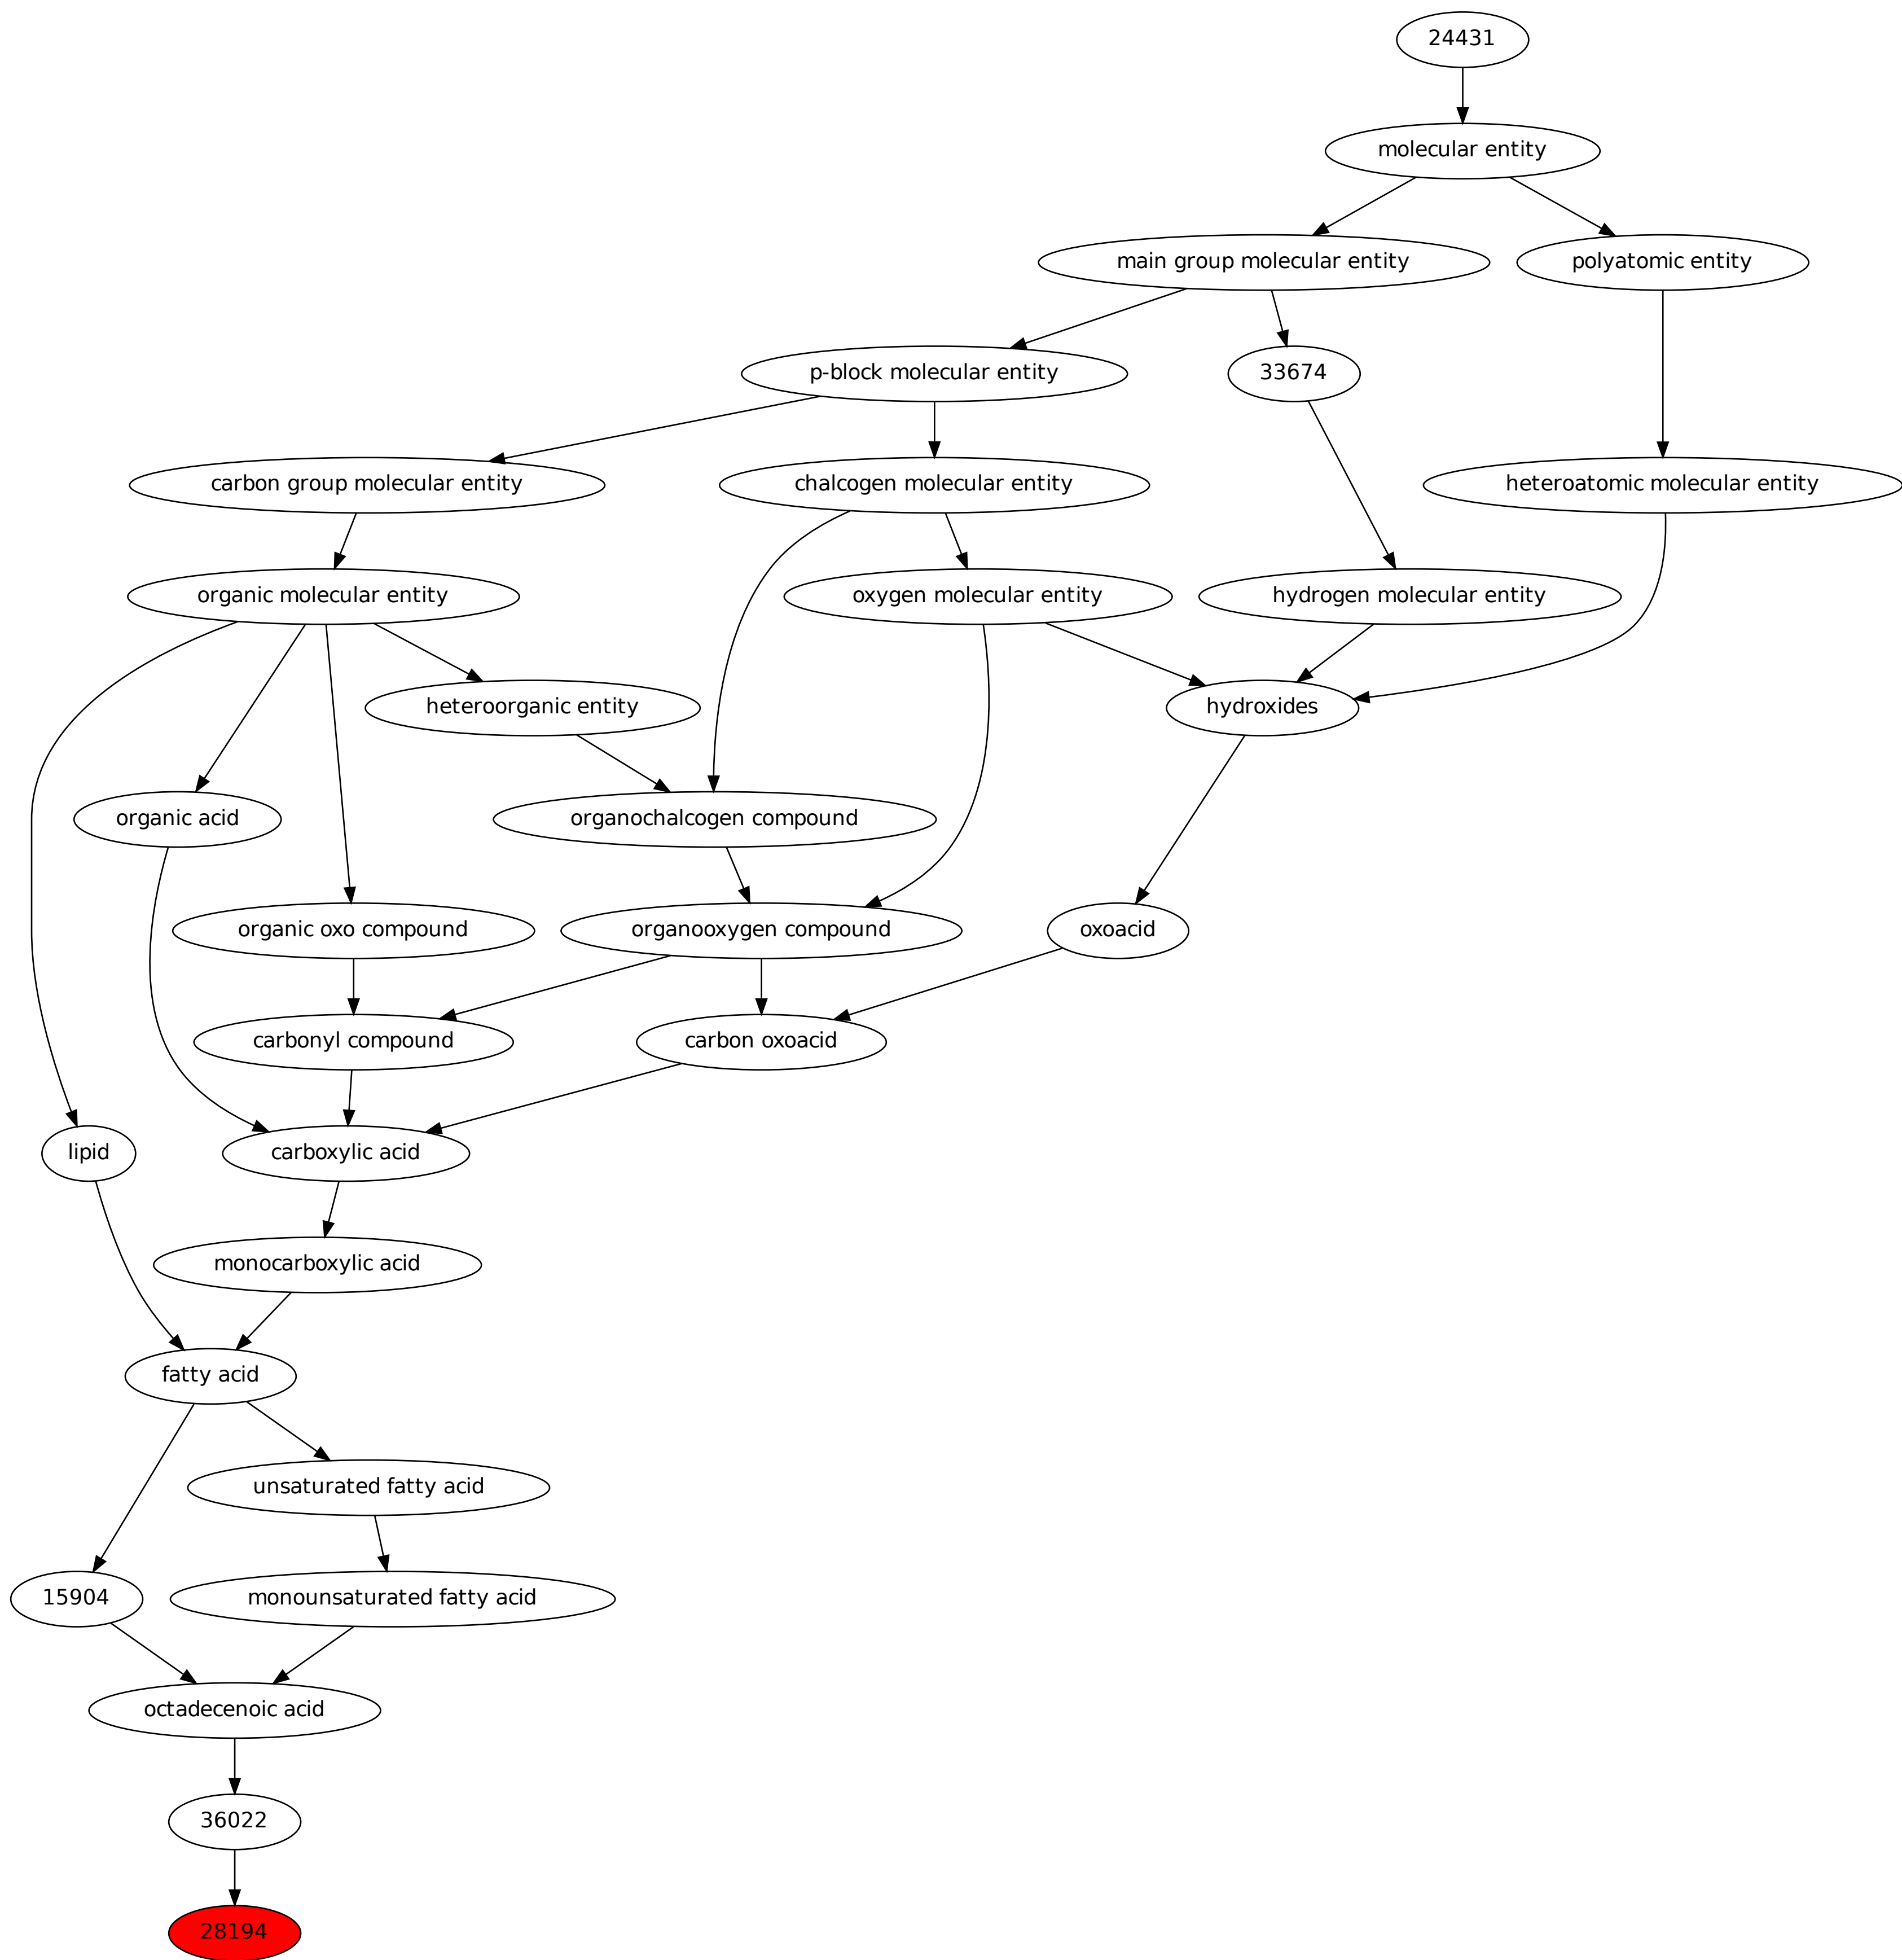 24431
molecular entity
main group molecular entity
polyatomic entity
p-block molecular entity
33674
carbon group molecular entity
chalcogen molecular entity
heteroatomic molecular entity
organic molecular entity
oxygen molecular entity
hydrogen molecular entity
heteroorganic entity
hydroxides
organic acid
organochalcogen compound
organic oxo compound
organooxygen compound
oxoacid
carbonyl compound
carbon oxoacid
lipid
carboxylic acid
monocarboxylic acid
fatty acid
unsaturated fatty acid
15904
monounsaturated fatty acid
octadecenoic acid
36022
28194